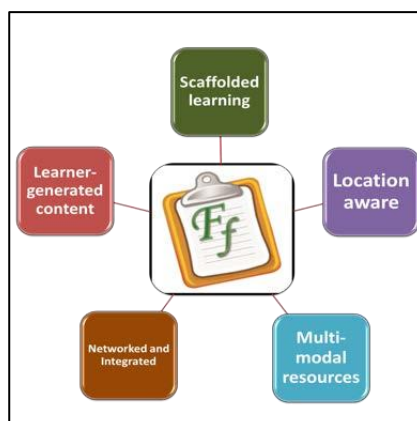 Scaffolded
learning
Learner-
generated
content
Location
aware
Ff
Networked and
Integrated
Multi-
modal
resources